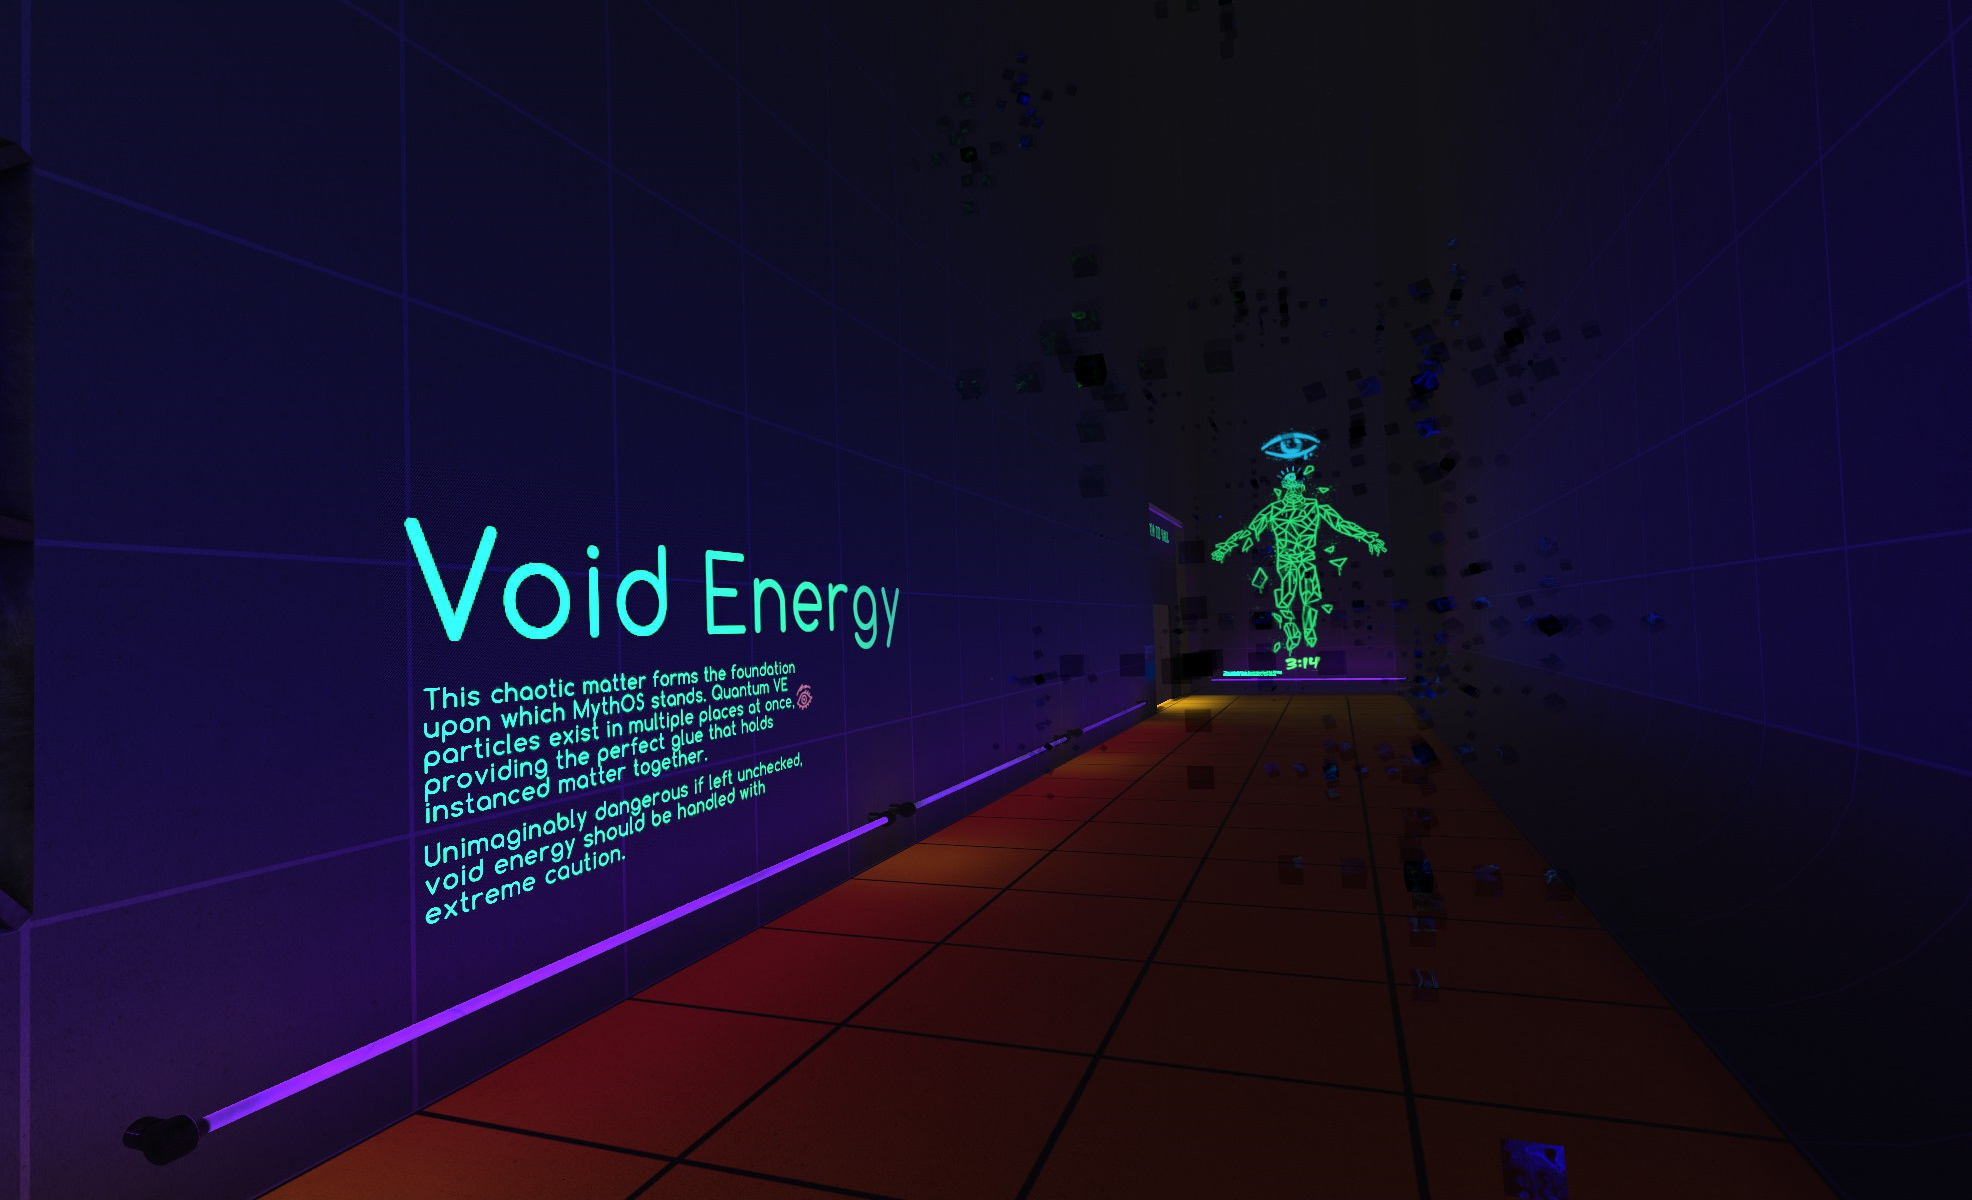 Void Energy
This chaotic matter forms the foundation
upon which MythOS stands. Quantum VE
particles exist in multiple places at once,
providing the perfect glue that holds
instanced matter together.
Unimaginably dangerous if left unchecked,
void energy should be handled with
extreme caution.
3:14